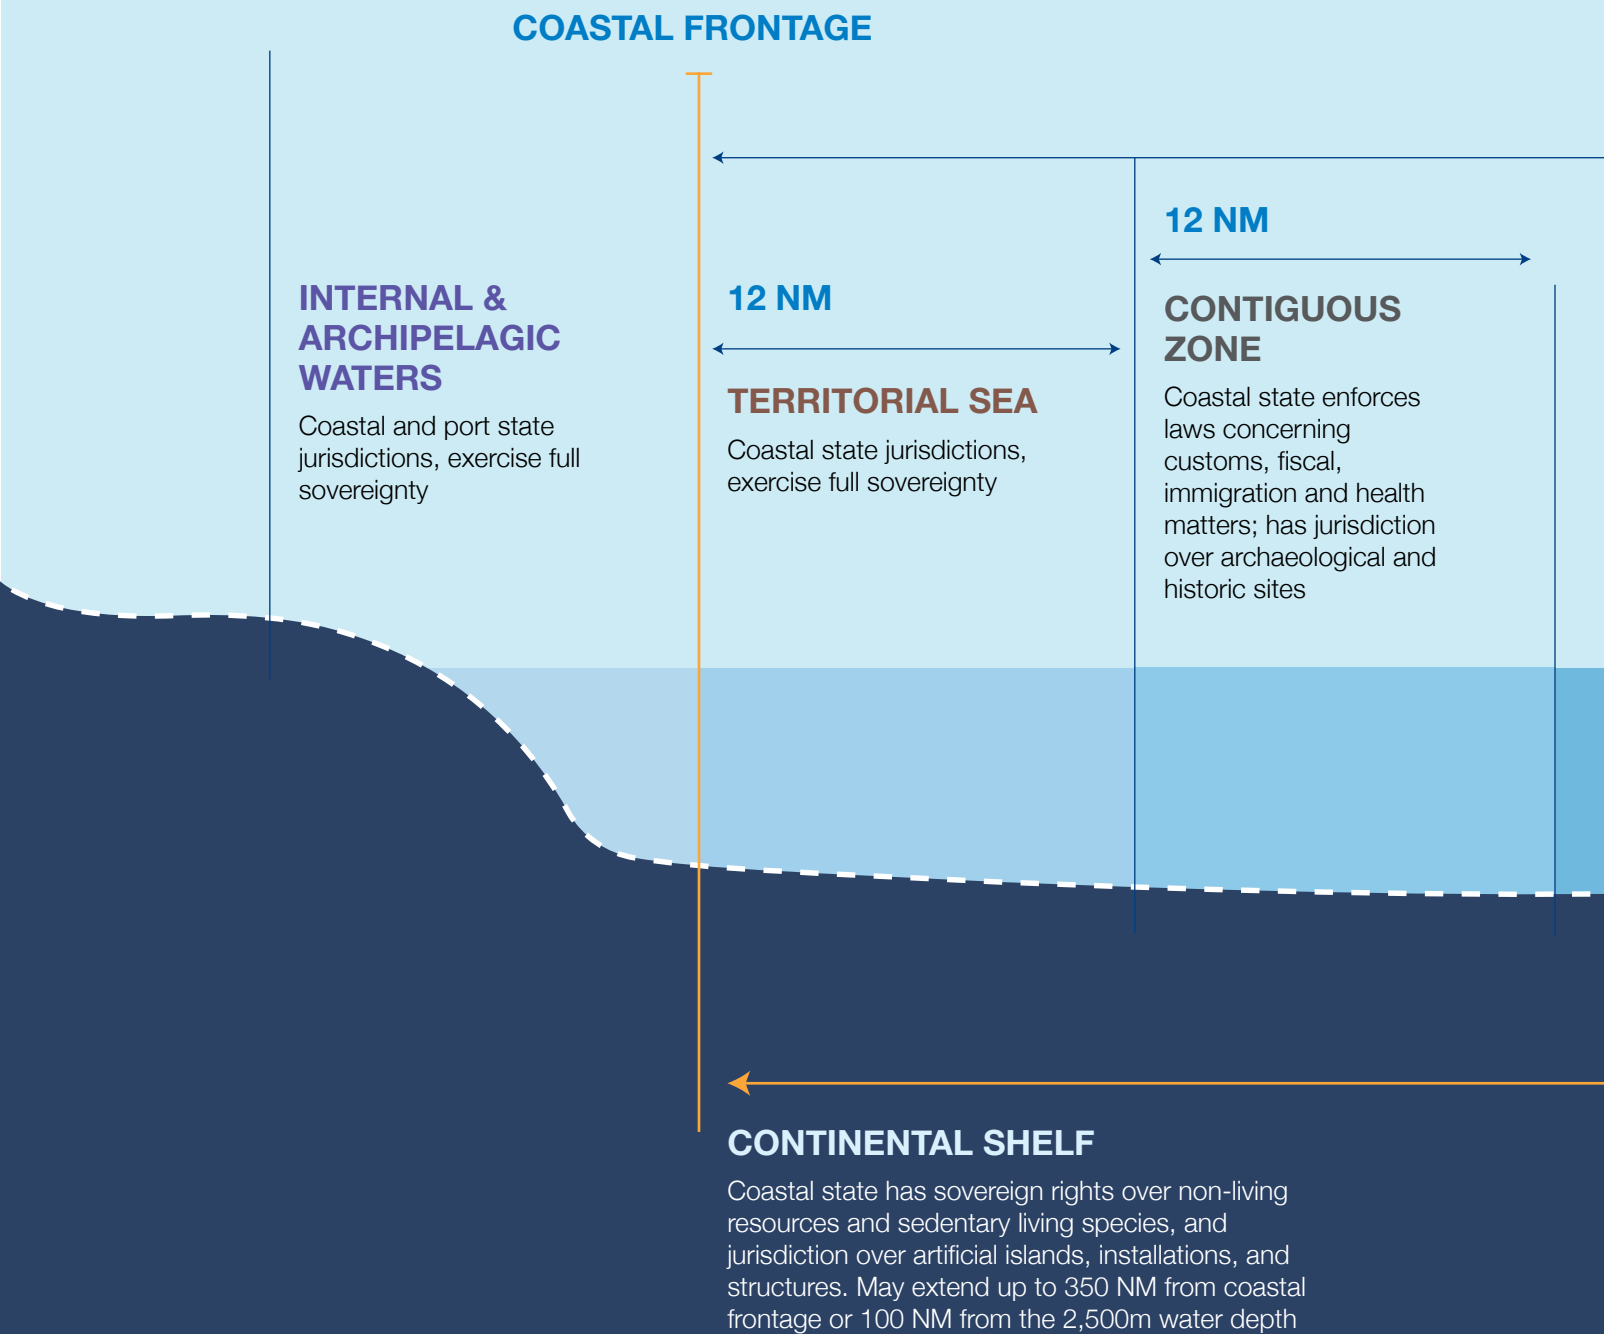 COASTAL FRONTAGE
INTERNAL &
ARCHIPELAGIC
WATERS
Coastal and port state
jurisdictions, exercise full
sovereignty
12 NM
TERRITORIAL SEA
Coastal state jurisdictions,
exercise full sovereignty
12 NM
CONTIGUOUS
ZONE
Coastal state enforces
laws concerning
customs, fiscal,
immigration and health
matters; has jurisdiction
over archaeological and
historic sites
CONTINENTAL SHELF
Coastal state has sovereign rights over non-living
resources and sedentary living species, and
jurisdiction over artificial islands, installations, and
structures. May extend up to 350 NM from coastal
frontage or 100 NM from the 2,500m water depth